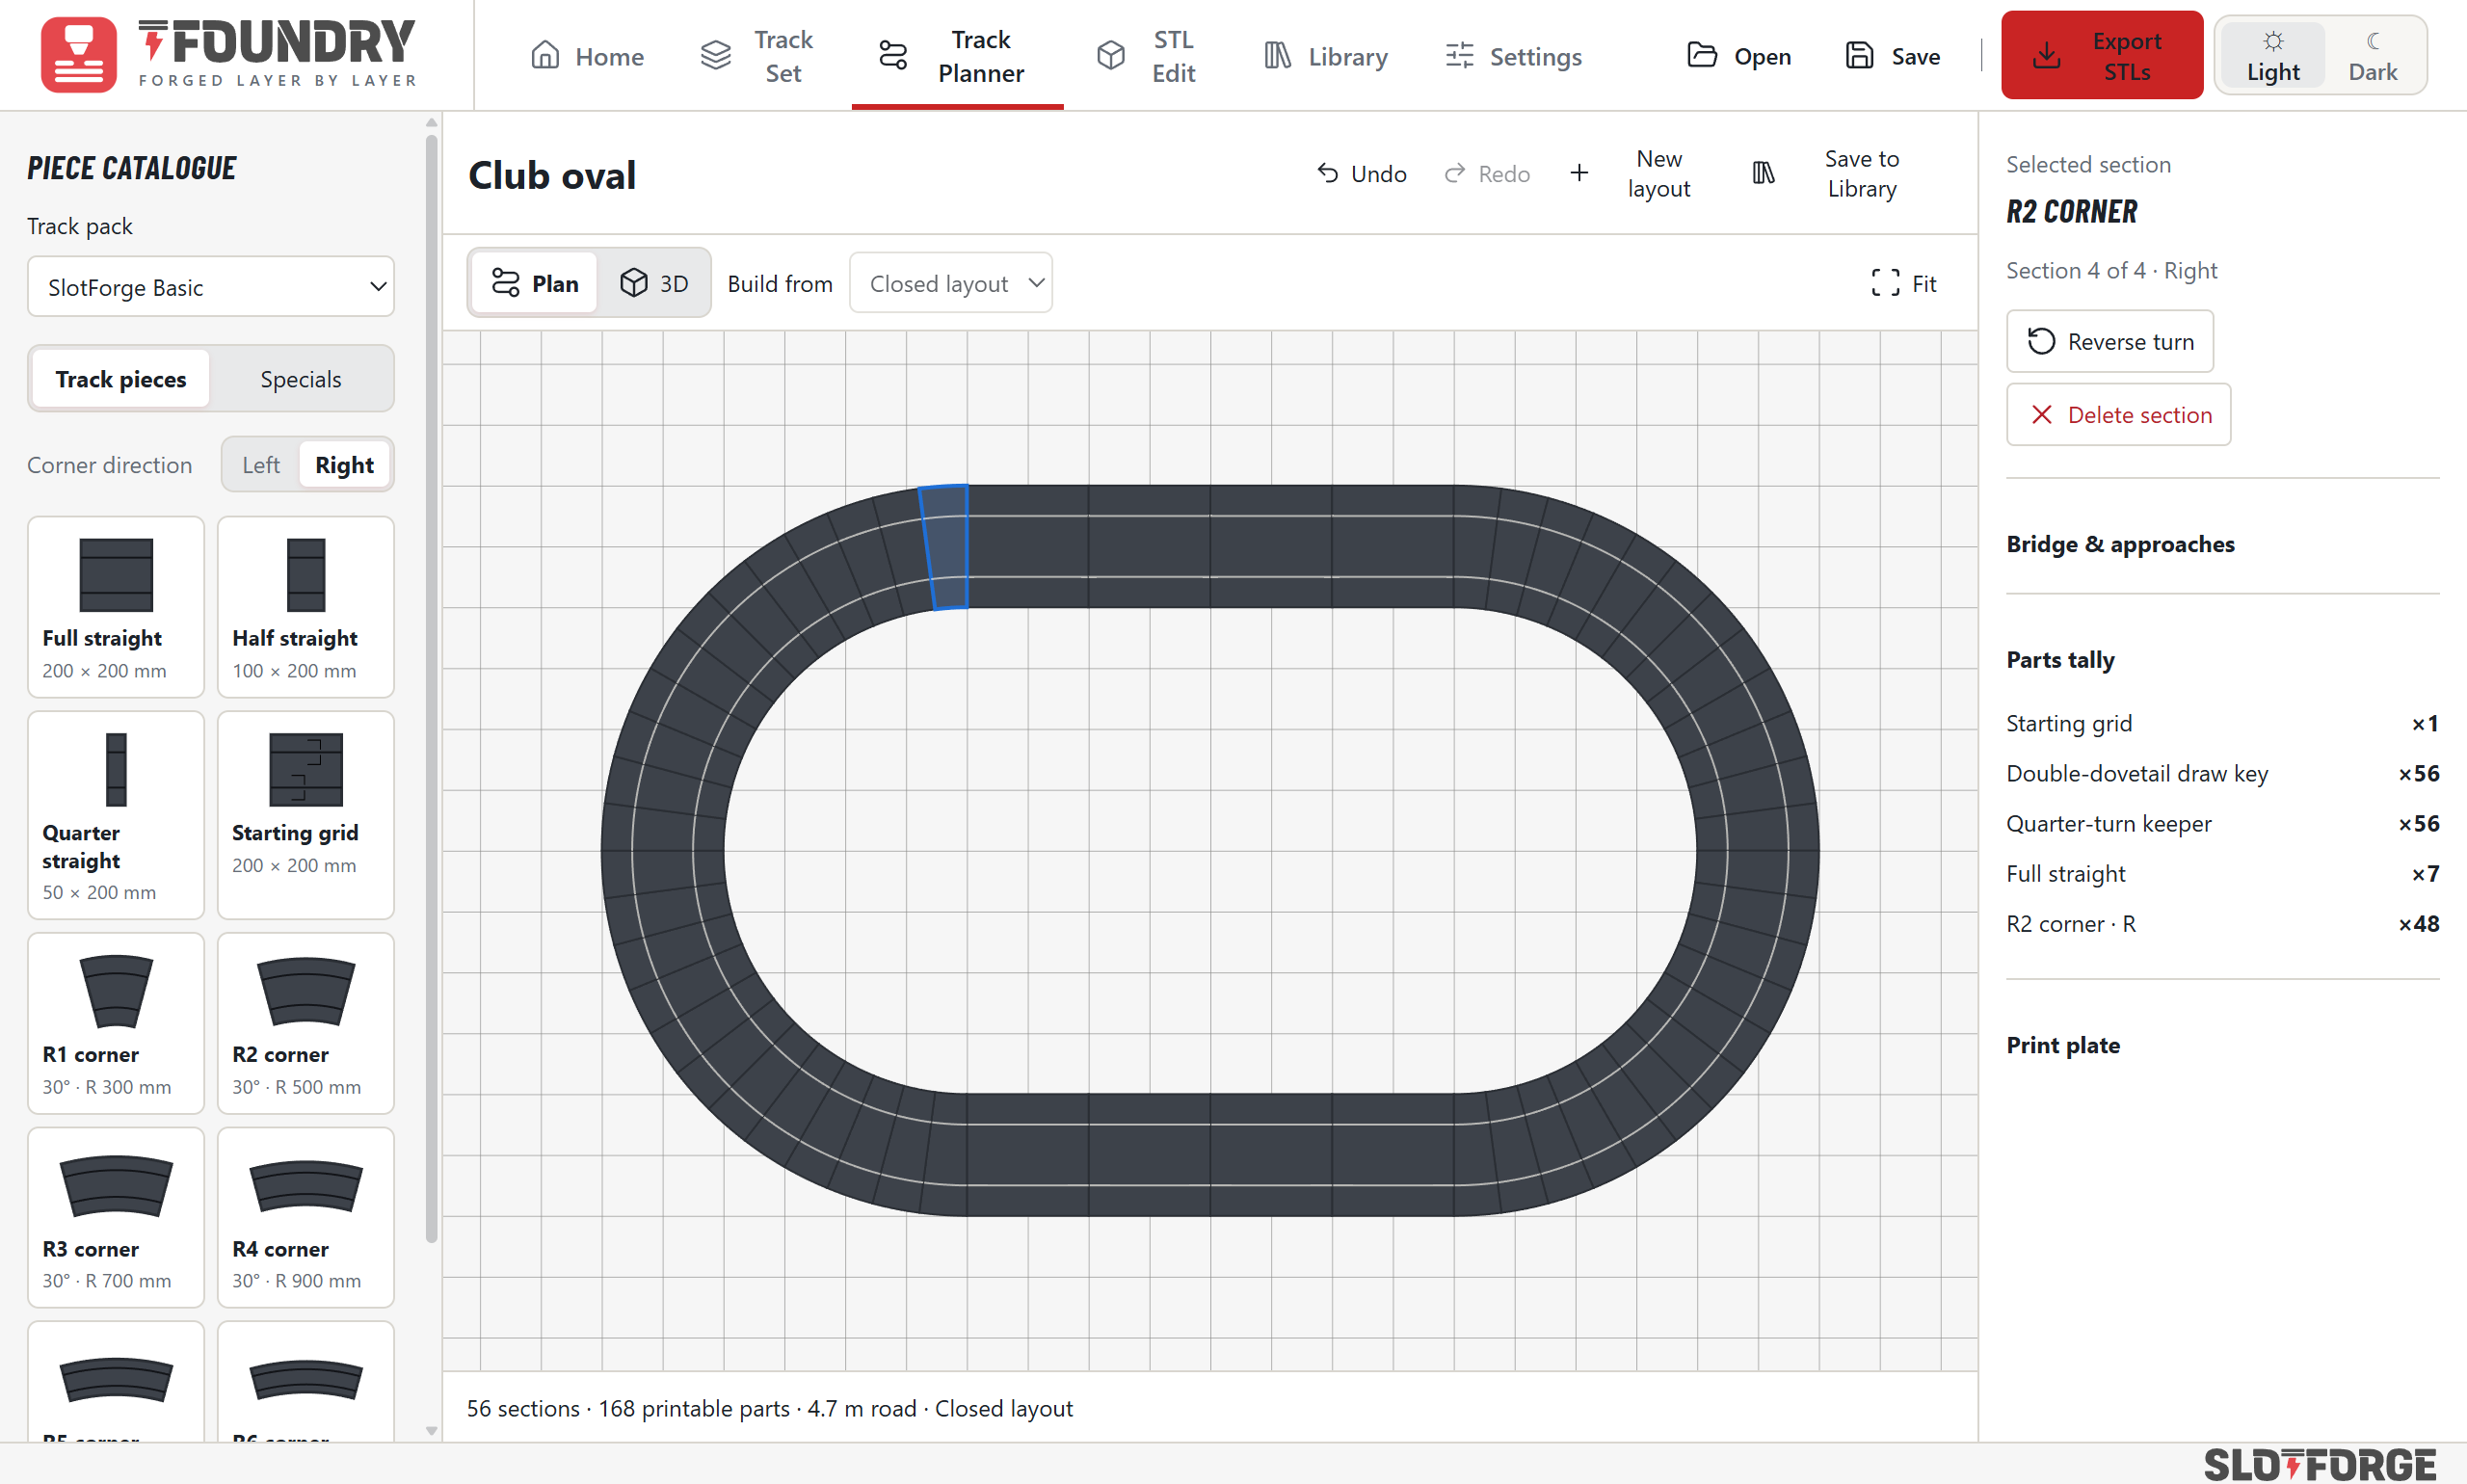 FOUNDRY
FORGED LAYER BY LAYER
Home
Track
Set
Track
Planner
STL
Edit
Library
Settings
Open
Save
Export
STLs
Light
Dark
PIECE CATALOGUE
Track pack
SlotForge Basic
Track pieces
Specials
Corner direction
Left
Right
Full straight
200 × 200 mm
Half straight
100 × 200 mm
Quarter
straight
50 × 200 mm
Starting grid
200 × 200 mm
R1 corner
30° · R 300 mm
R2 corner
30° · R 500 mm
R3 corner
30° · R 700 mm
R4 corner
30° · R 900 mm
R5 corner
R6 corner
Club oval
Undo
Redo
New
layout
Save to
Library
Plan
3D
Build from
Closed layout
Fit
56 sections · 168 printable parts · 4.7 m road · Closed layout
Selected section
R2 CORNER
Section 4 of 4 · Right
Reverse turn
Delete section
Bridge & approaches
Parts tally
Starting grid ×1
Double-dovetail draw key ×56
Quarter-turn keeper ×56
Full straight ×7
R2 corner · R ×48
Print plate
SLOTFORGE